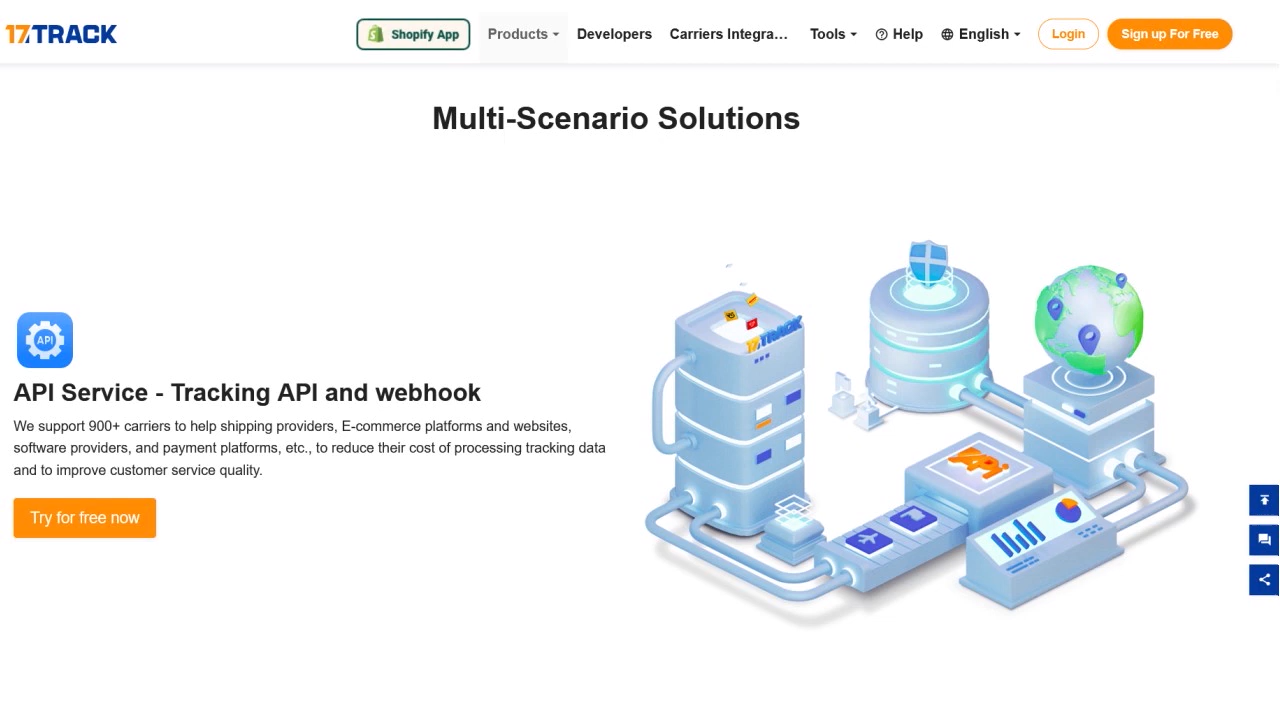 17TRACK
Shopify App
Products
Developers
Carriers Integra...
Tools
Help
English
Login
Sign up For Free
Multi-Scenario Solutions
17TRACK
API
API Service - Tracking API and webhook
We support 900+ carriers to help shipping providers, E-commerce platforms and websites,
software providers, and payment platforms, etc., to reduce their cost of processing tracking data
and to improve customer service quality.
Try for free now